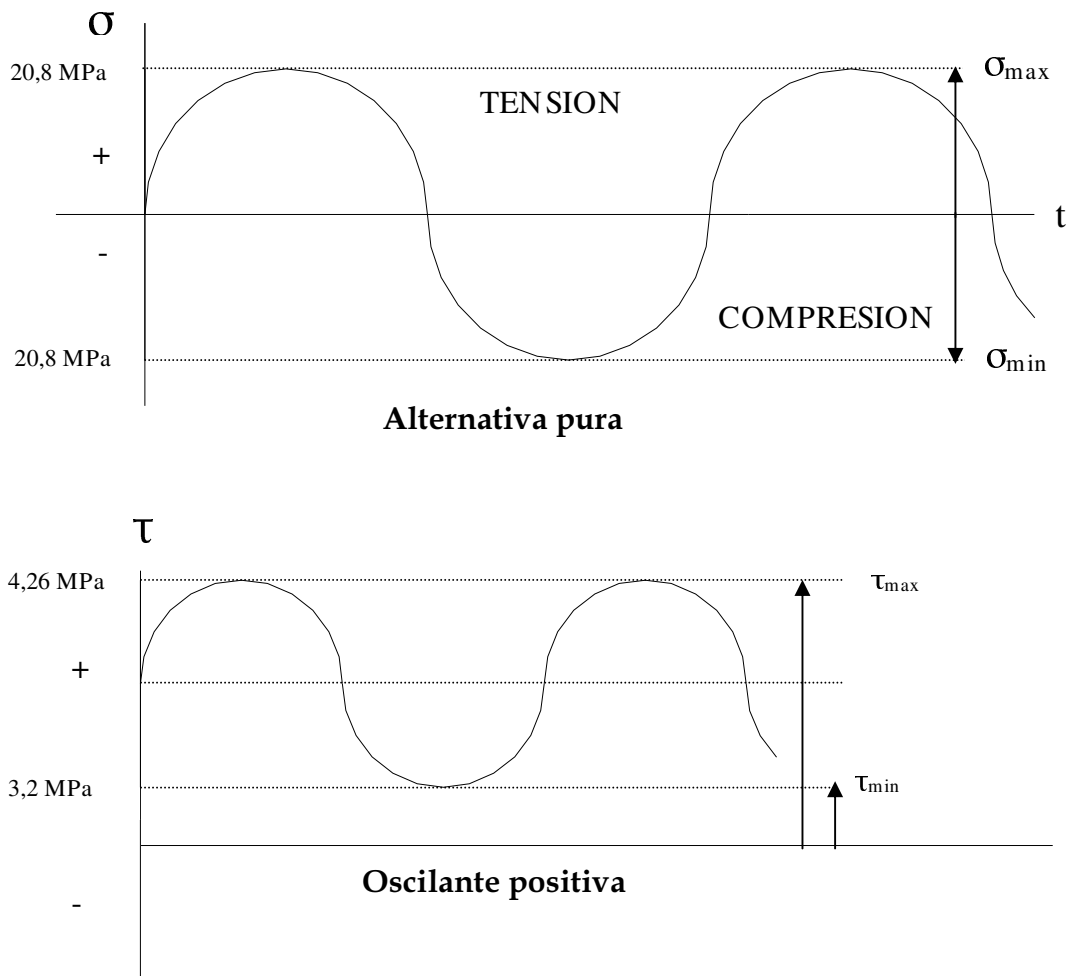 σ
20,8 MPa
σmax
TENSION
+
t
-
COMPRESION
20,8 MPa
σmin
Alternativa pura
τ
4,26 MPa
τmax
+
3,2 MPa
τmin
Oscilante positiva
-